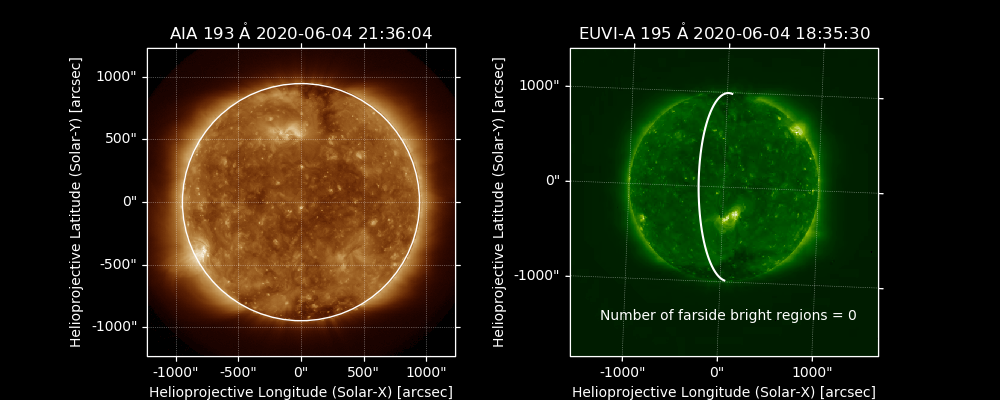 AIA 193 Å 2020-06-04 21:36:04
Helioprojective Latitude (Solar-Y) [arcsec]
1000"
500"
0"
-500"
-1000"
-1000" -500" 0" 500" 1000"
Helioprojective Longitude (Solar-X) [arcsec]
EUVI-A 195 Å 2020-06-04 18:35:30
Helioprojective Latitude (Solar-Y) [arcsec]
1000"
0"
-1000"
Number of farside bright regions = 0
-1000" 0" 1000"
Helioprojective Longitude (Solar-X) [arcsec]